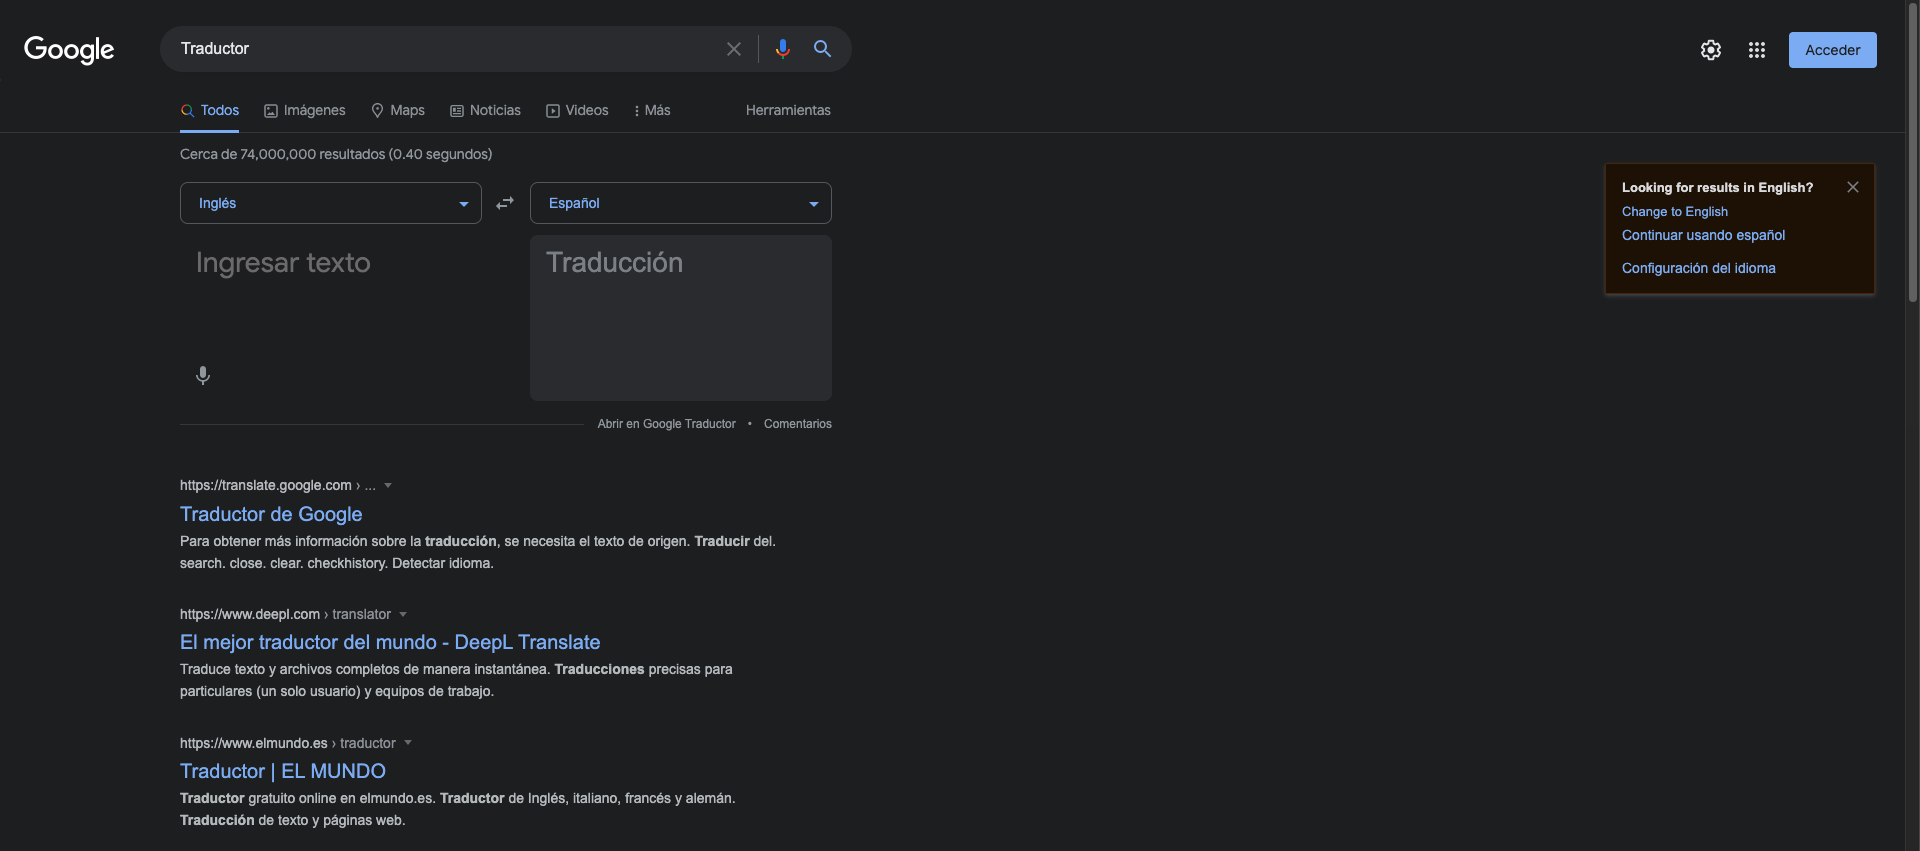 Google
Traductor
Acceder
Todos
Imágenes
Maps
Noticias
Videos
Más
Herramientas
Cerca de 74,000,000 resultados (0.40 segundos)
Inglés
Español
Ingresar texto
Traducción
Abrir en Google Traductor • Comentarios
Looking for results in English?
Change to English
Continuar usando español
Configuración del idioma
https://translate.google.com › ...
Traductor de Google
Para obtener más información sobre la traducción, se necesita el texto de origen. Traducir del.
search. close. clear. checkhistory. Detectar idioma.
https://www.deepl.com › translator
El mejor traductor del mundo - DeepL Translate
Traduce texto y archivos completos de manera instantánea. Traducciones precisas para
particulares (un solo usuario) y equipos de trabajo.
https://www.elmundo.es › traductor
Traductor | EL MUNDO
Traductor gratuito online en elmundo.es. Traductor de Inglés, italiano, francés y alemán.
Traducción de texto y páginas web.